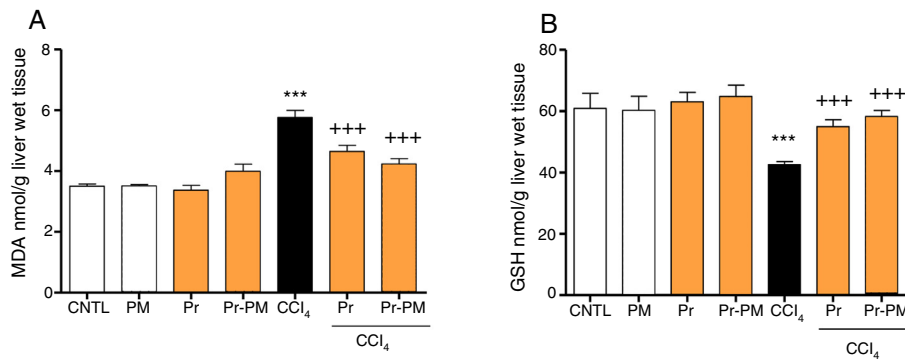 A
MDA nmol/g liver wet tissue
8
6
4
2
0
***
+++
+++
CNTL PM Pr Pr-PM CCl₄ Pr Pr-PM
CCl₄
B
GSH nmol/g liver wet tissue
80
60
40
20
0
***
+++
+++
CNTL PM Pr Pr-PM CCl₄ Pr Pr-PM
CCl₄